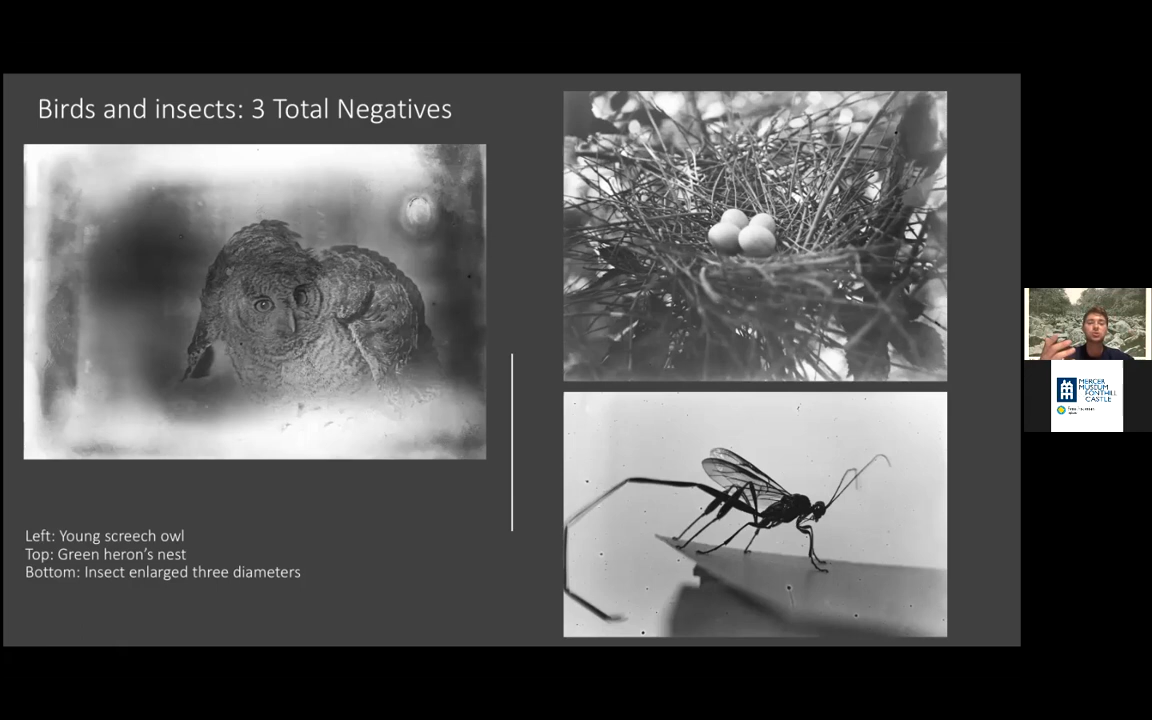 Birds and insects: 3 Total Negatives
Left: Young screech owl
Top: Green heron's nest
Bottom: Insect enlarged three diameters
MERCER
MUSEUM
FONTHILL
CASTLE